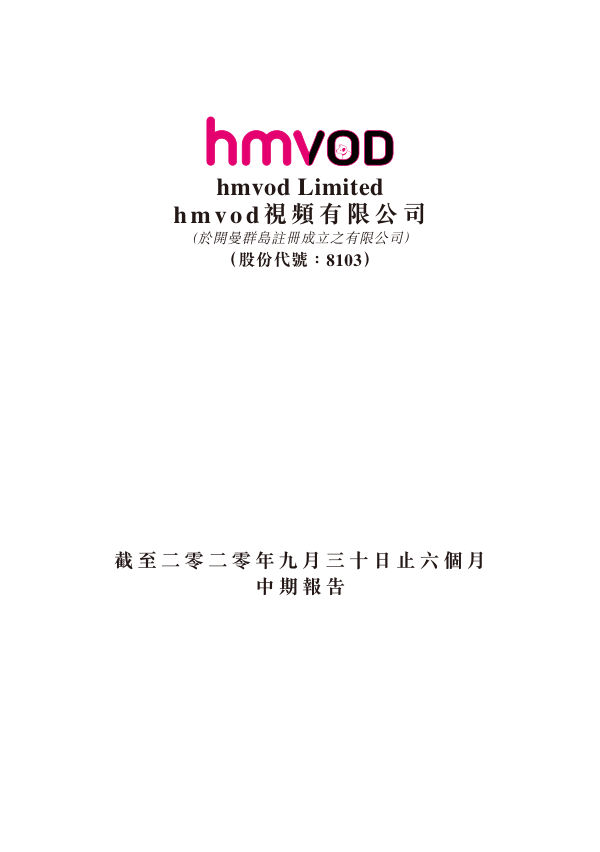 hmvOD
hmvod Limited
hmvod視頻有限公司
(於開曼群島註冊成立之有限公司)
(股份代號：8103)
截至二零二零年九月三十日止六個月
中期報告